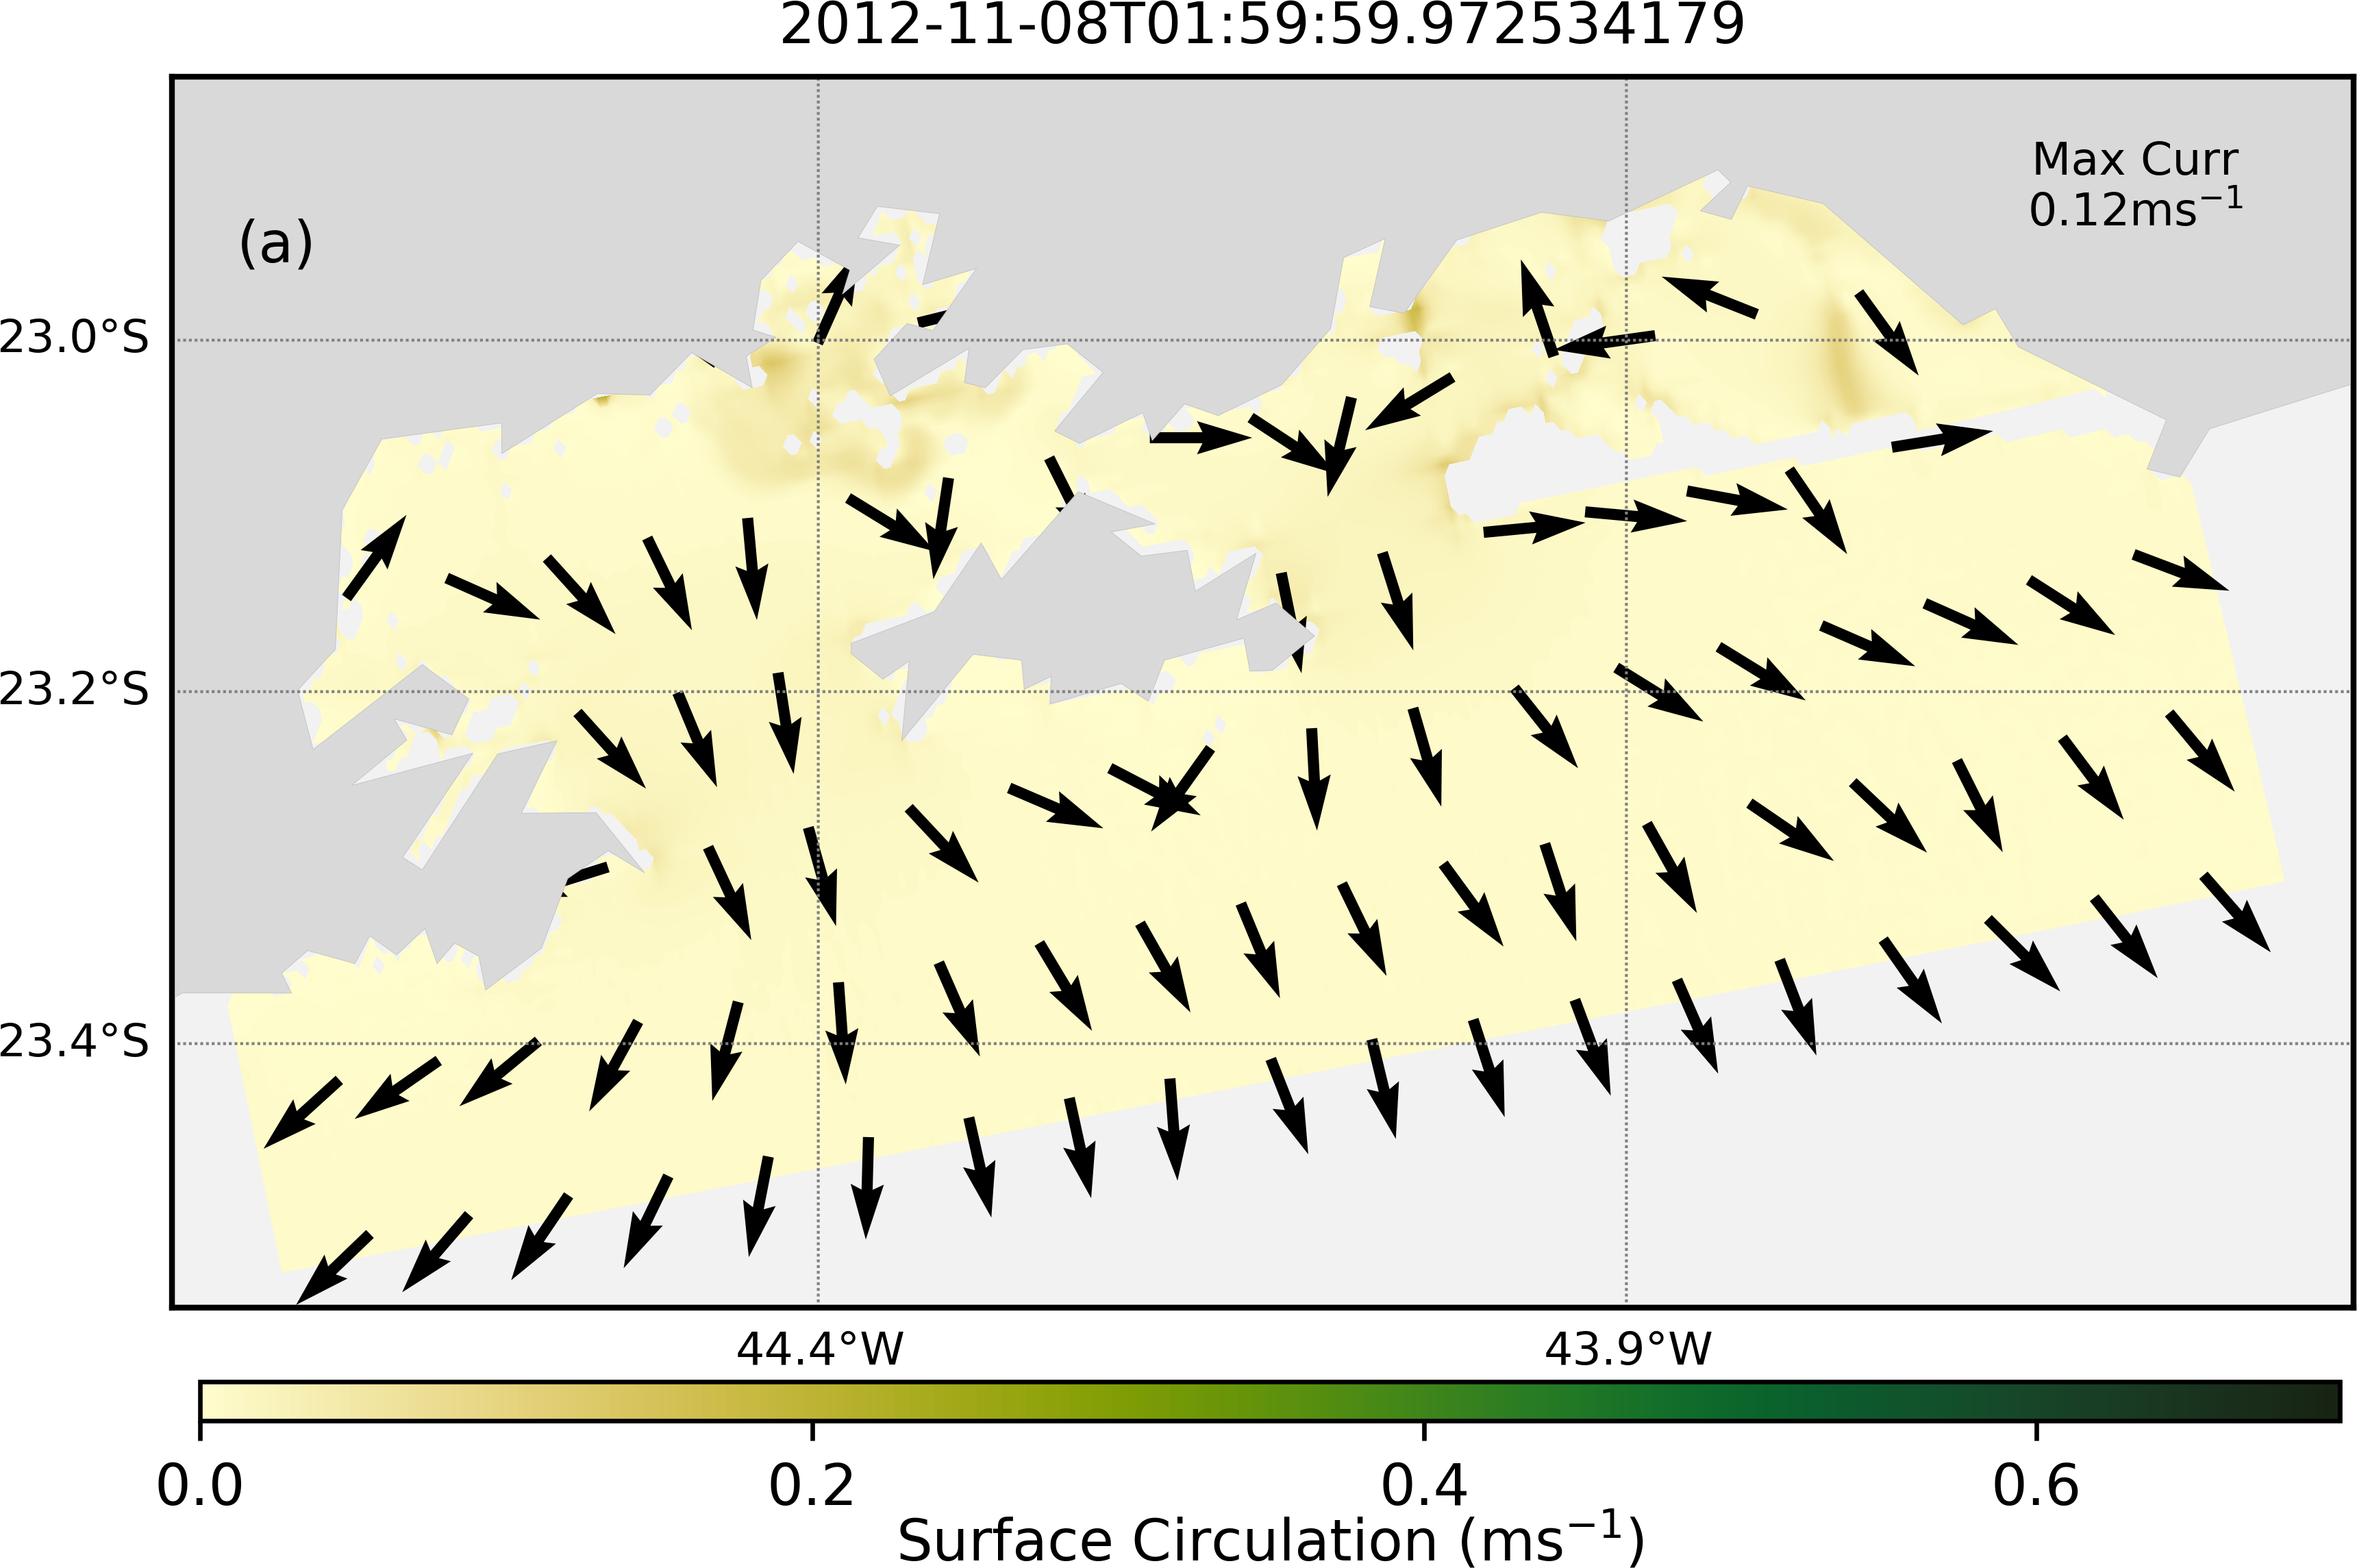 2012-11-08T01:59:59.972534179
Max Curr
0.12ms⁻¹
(a)
23.0°S
23.2°S
23.4°S
44.4°W 43.9°W
0.0 0.2 0.4 0.6
Surface Circulation (ms⁻¹)